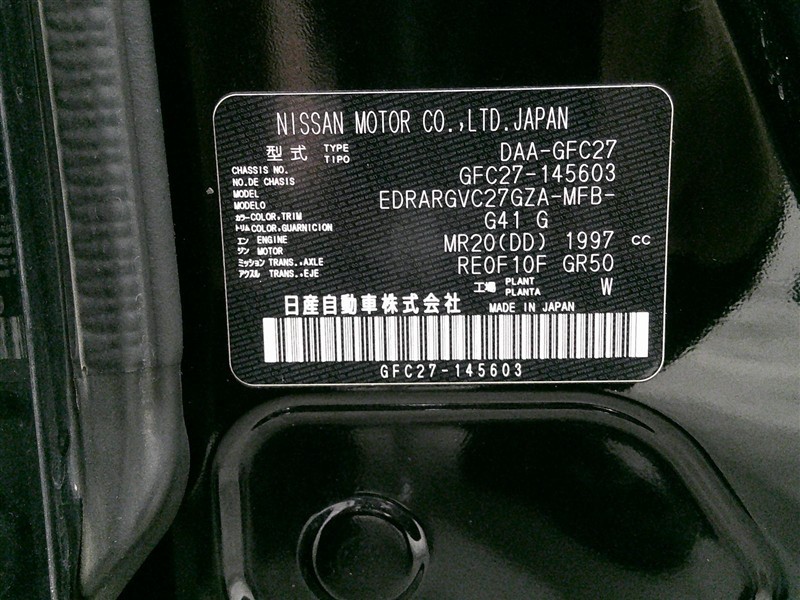 NISSAN MOTOR CO.,LTD.JAPAN
型式 TYPE TIPO DAA-GFC27
CHASSIS NO. NO.DE CHASIS GFC27-145603
MODEL MODELO EDRARGVC27GZA-MFB-
カラー COLOR,TRIM トリム COLOR,GUARNICION G41 G
エンジン ENGINE MOTOR MR20(DD) 1997 cc
ミッション TRANS.,AXLE アクスル TRANS.,EJE RE0F10F GR50
工場 PLANT PLANTA W
日産自動車株式会社 MADE IN JAPAN
GFC27-145603